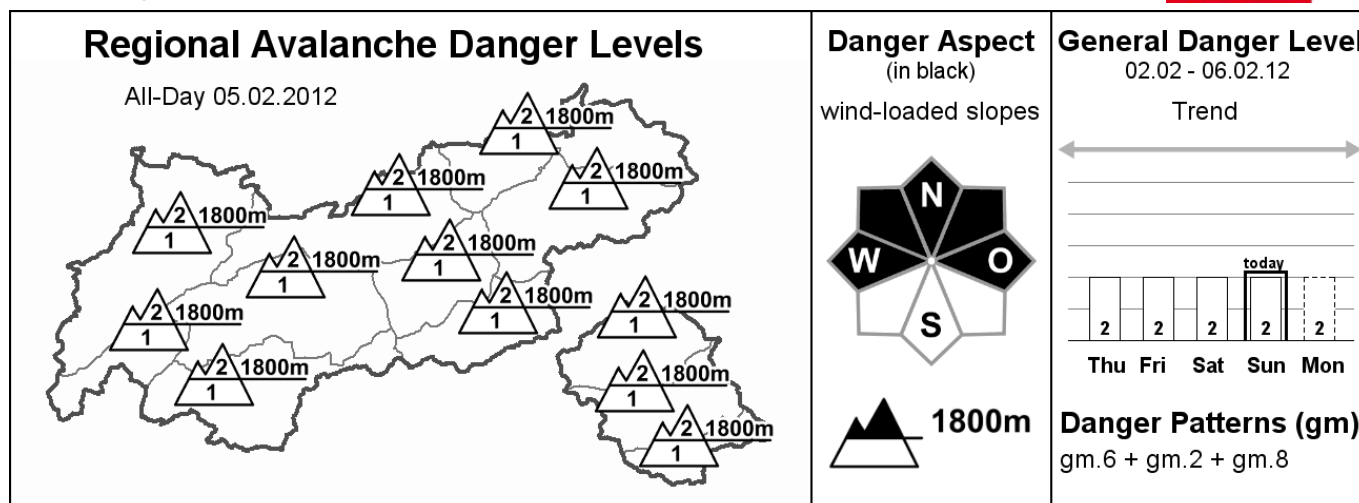 Regional Avalanche Danger Levels
All-Day 05.02.2012
2 1800m
1
2 1800m
1
2 1800m
1
2 1800m
1
2 1800m
1
2 1800m
1
2 1800m
1
2 1800m
1
2 1800m
1
2 1800m
1
2 1800m
1
2 1800m
1
Danger Aspect
(in black)
wind-loaded slopes
N
W O
S
1800m
General Danger Level
02.02 - 06.02.12
Trend
today
2 2 2 2 2
Thu Fri Sat Sun Mon
Danger Patterns (gm)
gm.6 + gm.2 + gm.8